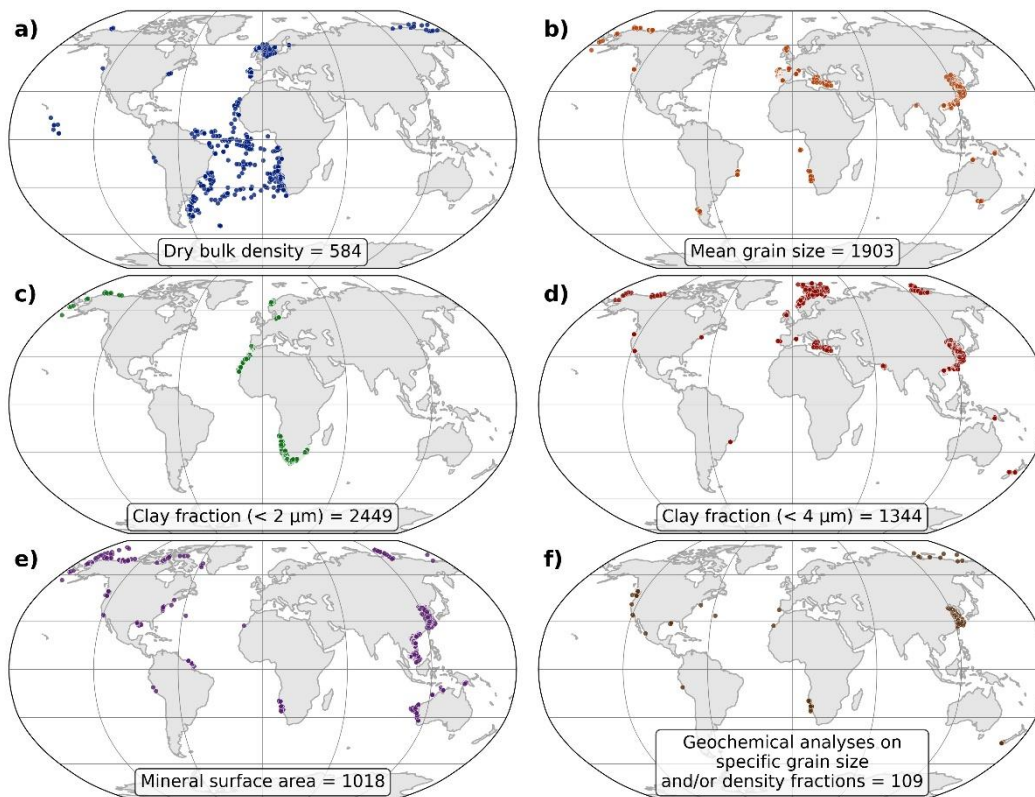 a)
Dry bulk density = 584
b)
Mean grain size = 1903
c)
Clay fraction (< 2 μm) = 2449
d)
Clay fraction (< 4 μm) = 1344
e)
Mineral surface area = 1018
f)
Geochemical analyses on
specific grain size
and/or density fractions = 109